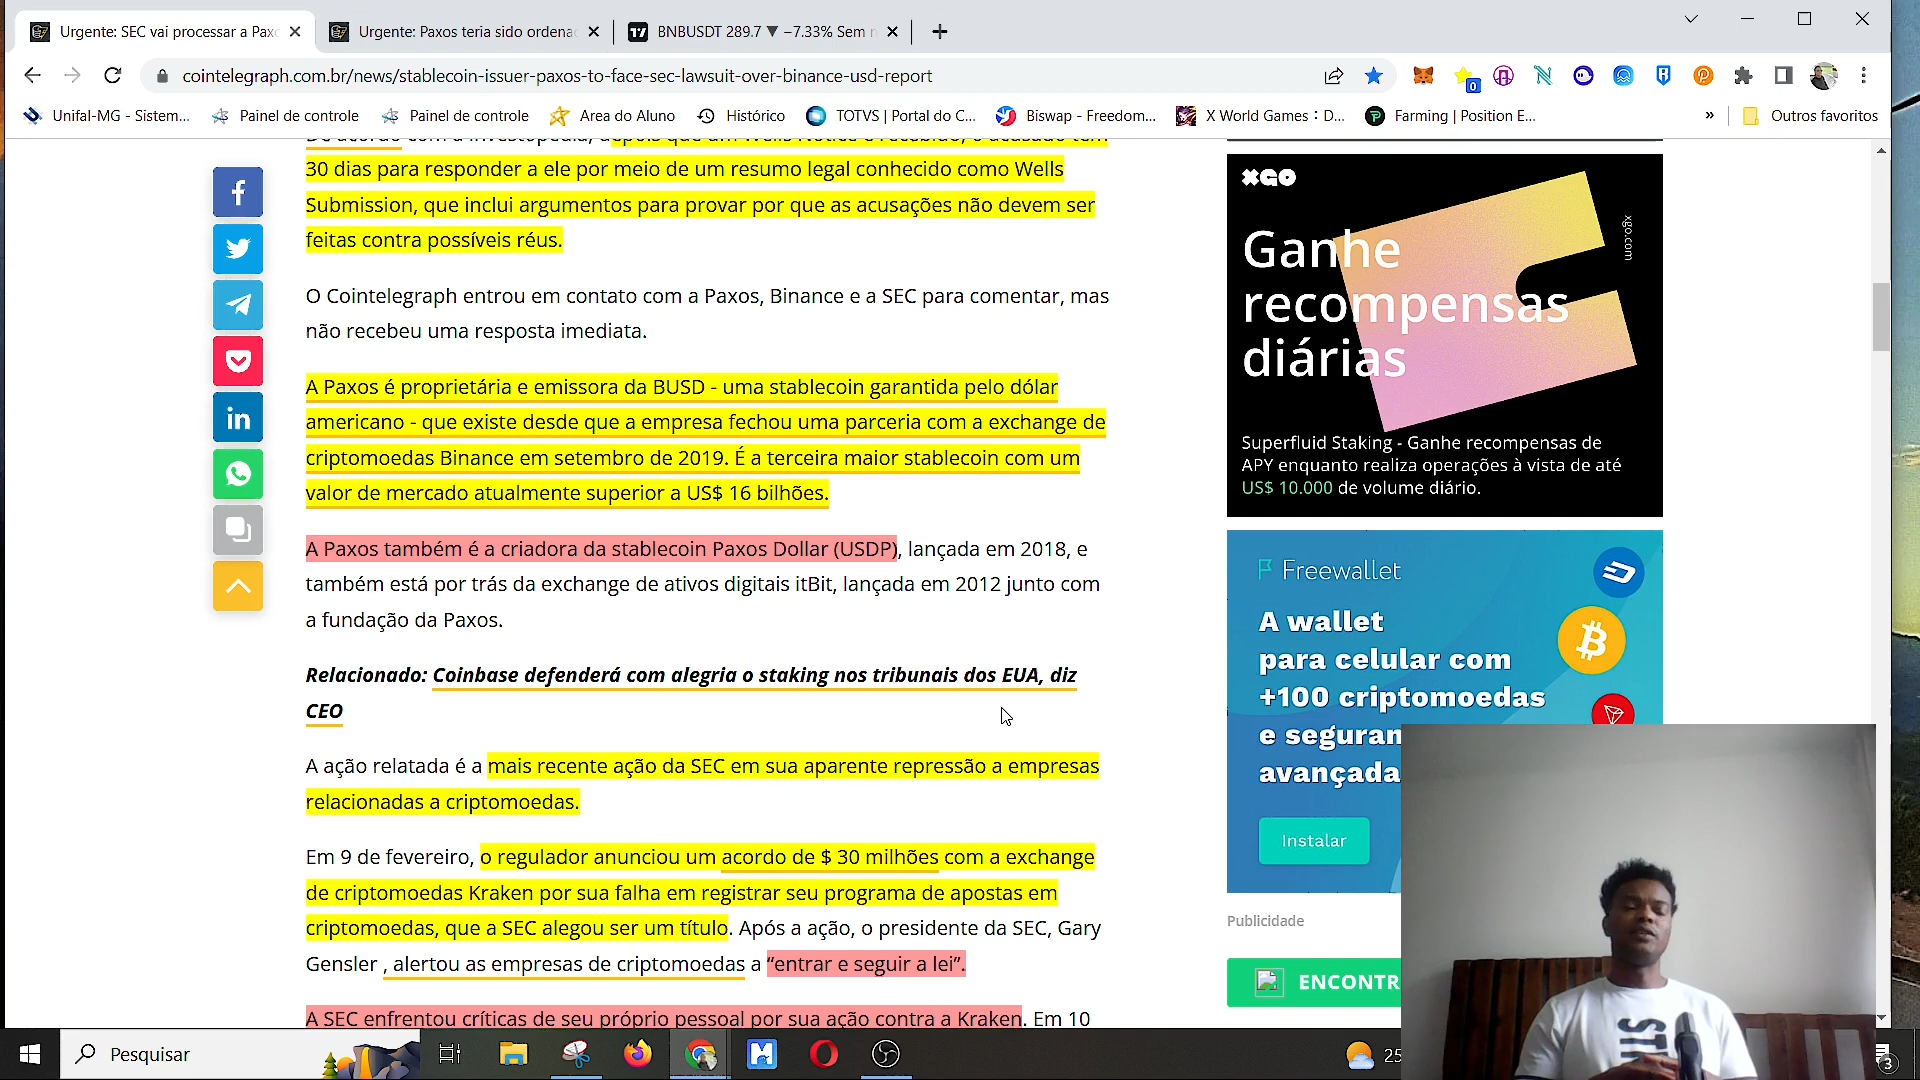 Urgente: SEC vai processar a Paxo
Urgente: Paxos teria sido ordena
BNBUSDT 289.7 ▼ −7.33% Sem n
cointelegraph.com.br/news/stablecoin-issuer-paxos-to-face-sec-lawsuit-over-binance-usd-report
0
Unifal-MG - Sistem...
Painel de controle
Painel de controle
Area do Aluno
Histórico
TOTVS | Portal do C...
Biswap - Freedom...
X World Games : D...
Farming | Position E...
»
Outros favoritos
30 dias para responder a ele por meio de um resumo legal conhecido como Wells
Submission, que inclui argumentos para provar por que as acusações não devem ser
feitas contra possíveis réus.
O Cointelegraph entrou em contato com a Paxos, Binance e a SEC para comentar, mas
não recebeu uma resposta imediata.
A Paxos é proprietária e emissora da BUSD - uma stablecoin garantida pelo dólar
americano - que existe desde que a empresa fechou uma parceria com a exchange de
criptomoedas Binance em setembro de 2019. É a terceira maior stablecoin com um
valor de mercado atualmente superior a US$ 16 bilhões.
A Paxos também é a criadora da stablecoin Paxos Dollar (USDP), lançada em 2018, e
também está por trás da exchange de ativos digitais itBit, lançada em 2012 junto com
a fundação da Paxos.
Relacionado: Coinbase defenderá com alegria o staking nos tribunais dos EUA, diz
CEO
A ação relatada é a mais recente ação da SEC em sua aparente repressão a empresas
relacionadas a criptomoedas.
Em 9 de fevereiro, o regulador anunciou um acordo de $ 30 milhões com a exchange
de criptomoedas Kraken por sua falha em registrar seu programa de apostas em
criptomoedas, que a SEC alegou ser um título. Após a ação, o presidente da SEC, Gary
Gensler , alertou as empresas de criptomoedas a “entrar e seguir a lei”.
A SEC enfrentou críticas de seu próprio pessoal por sua ação contra a Kraken. Em 10
XGO
xgo.com
Ganhe
recompensas
diárias
Superfluid Staking - Ganhe recompensas de
APY enquanto realiza operações à vista de até
US$ 10.000 de volume diário.
Freewallet
A wallet
para celular com
+100 criptomoedas
e seguran
avançada
Instalar
Publicidade
ENCONTR
Pesquisar
25
3